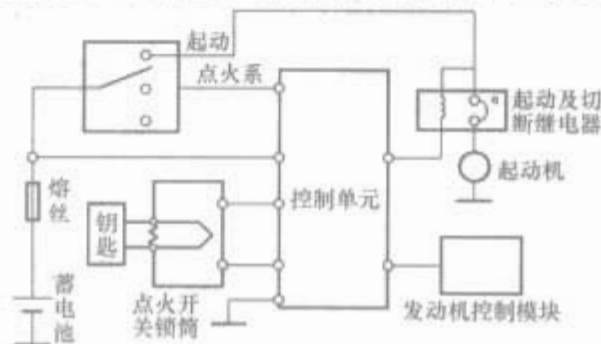 起动
点火系
起动及切
断继电器
起动机
熔
丝
控制单元
钥
匙
蓄
电
池
点火开
关锁筒
发动机控制模块